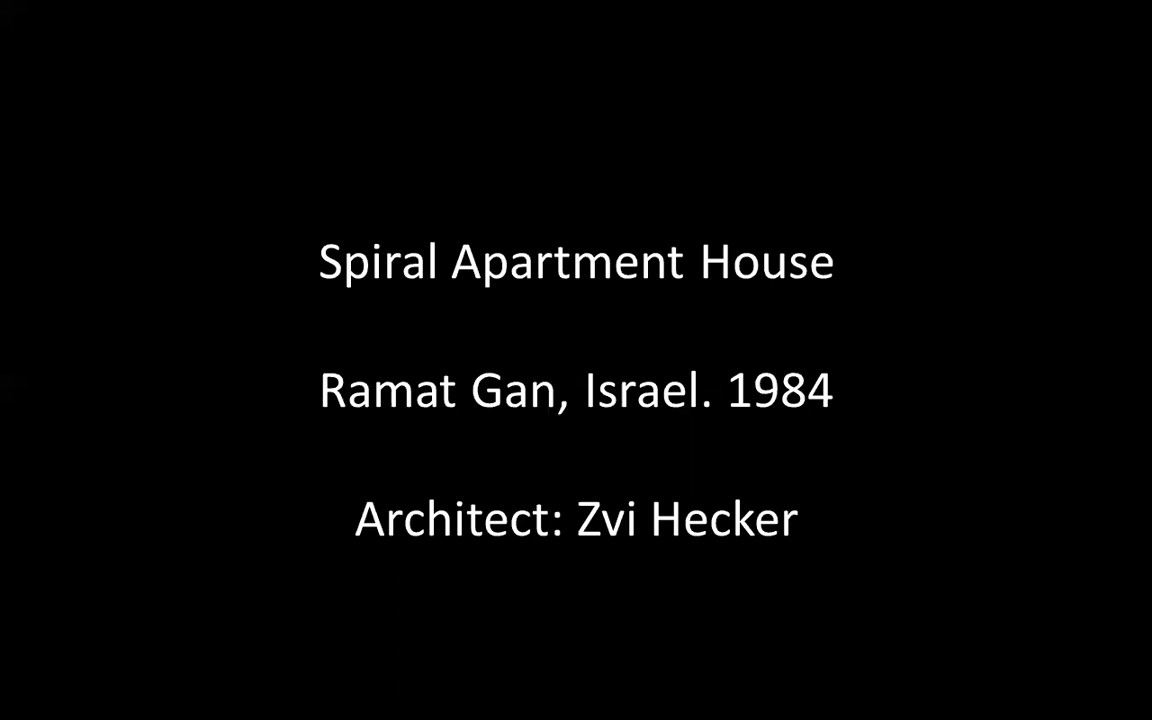 Spiral Apartment House
Ramat Gan, Israel. 1984
Architect: Zvi Hecker